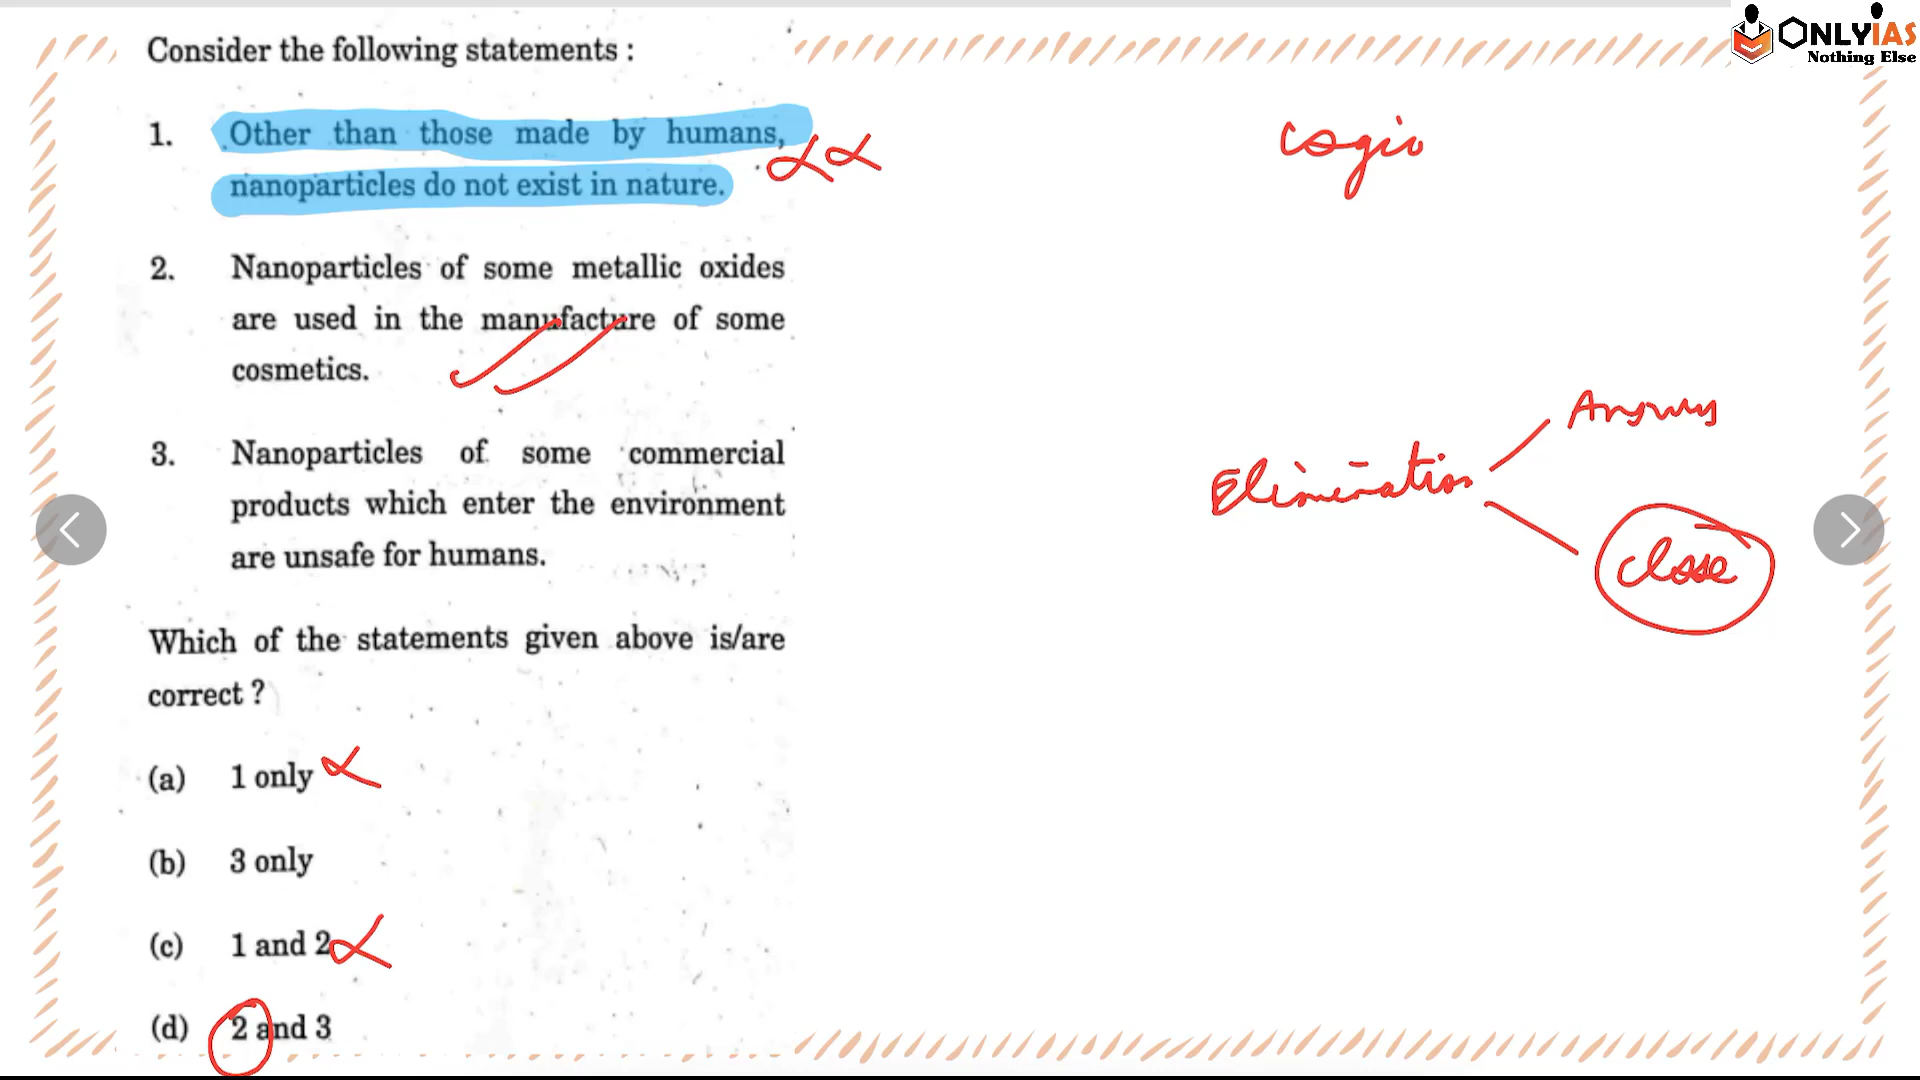 ONLYIAS
Nothing Else
Consider the following statements :
1. Other than those made by humans,
nanoparticles do not exist in nature.
2. Nanoparticles of some metallic oxides
are used in the manufacture of some
cosmetics.
3. Nanoparticles of some commercial
products which enter the environment
are unsafe for humans.
Which of the statements given above is/are
correct ?
(a) 1 only
(b) 3 only
(c) 1 and 2
(d) 2 and 3
Elimination
close